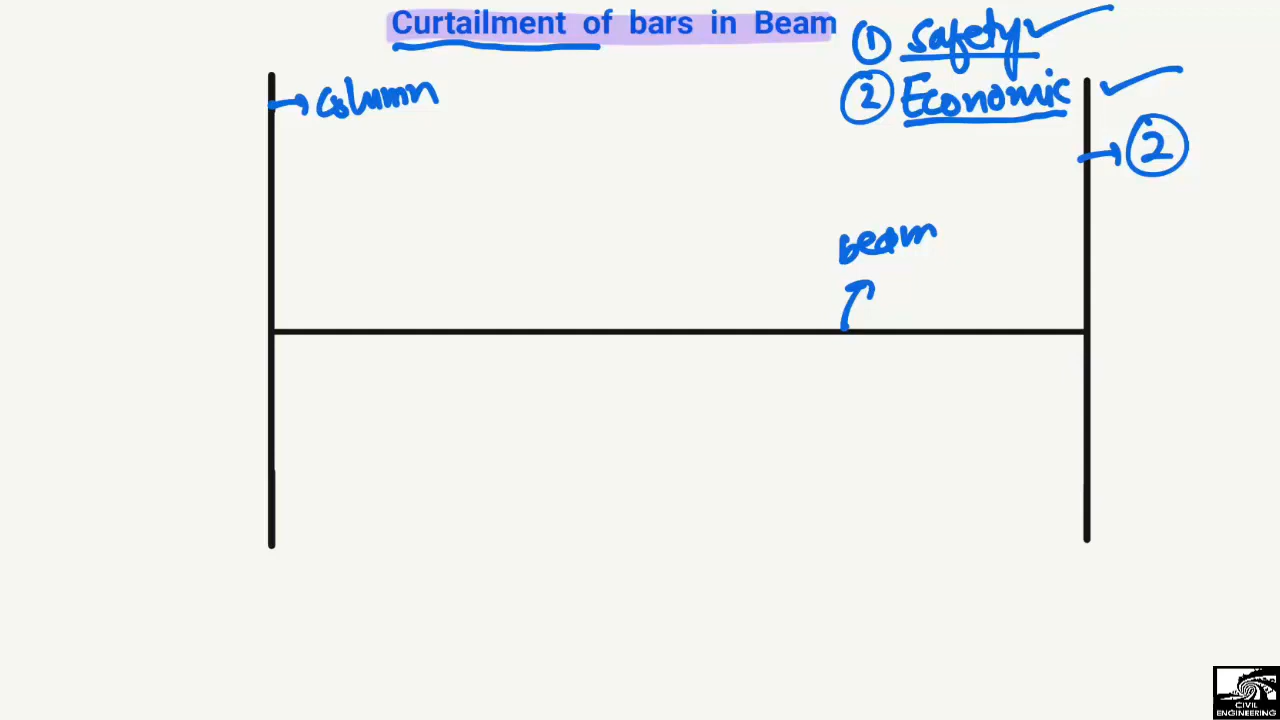 Curtailment of bars in Beam
① Safety
② Economic
column
②
beam
CIVIL
ENGINEERING